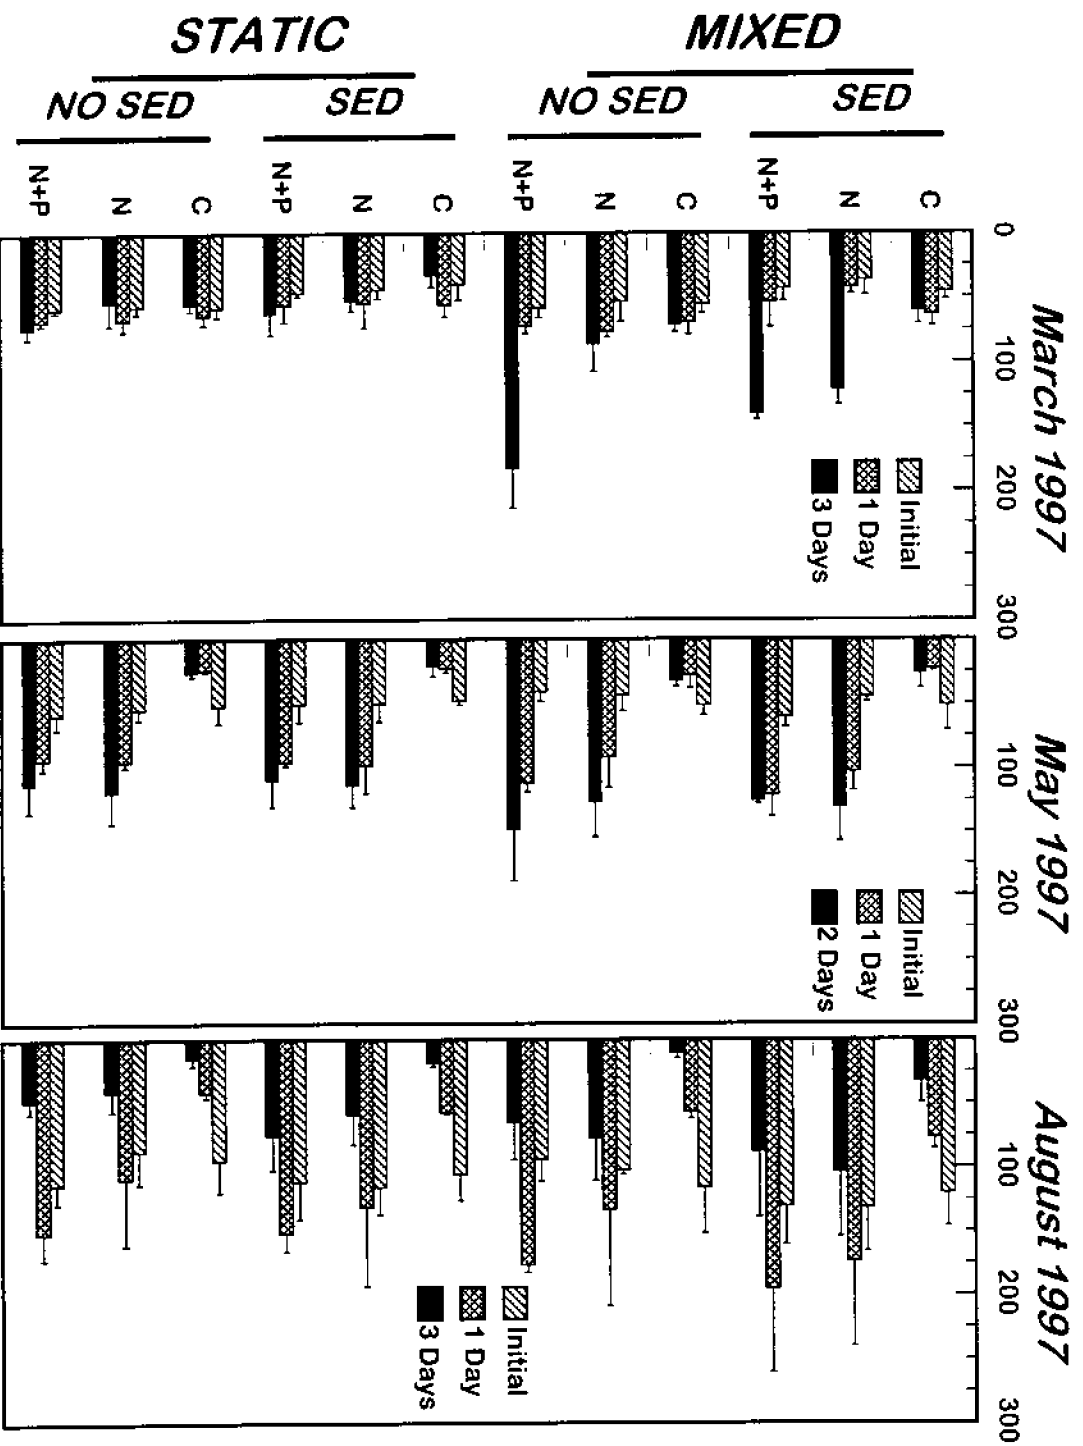 March 1997
0
100
200
300
Initial
1 Day
3 Days
May 1997
100
200
300
Initial
1 Day
2 Days
August 1997
100
200
300
Initial
1 Day
3 Days
N+P N C N+P N C N+P N C N+P N C
NO SED SED NO SED SED
STATIC MIXED